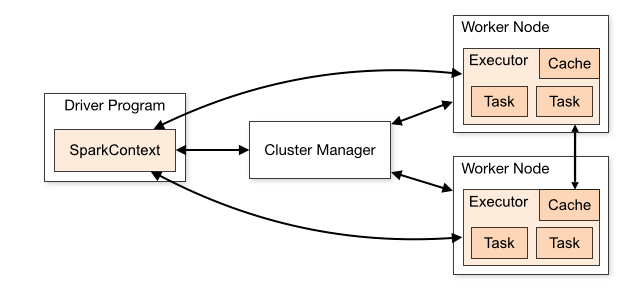 Driver Program
SparkContext
Cluster Manager
Worker Node
Executor
Cache
Task
Task
Worker Node
Executor
Cache
Task
Task